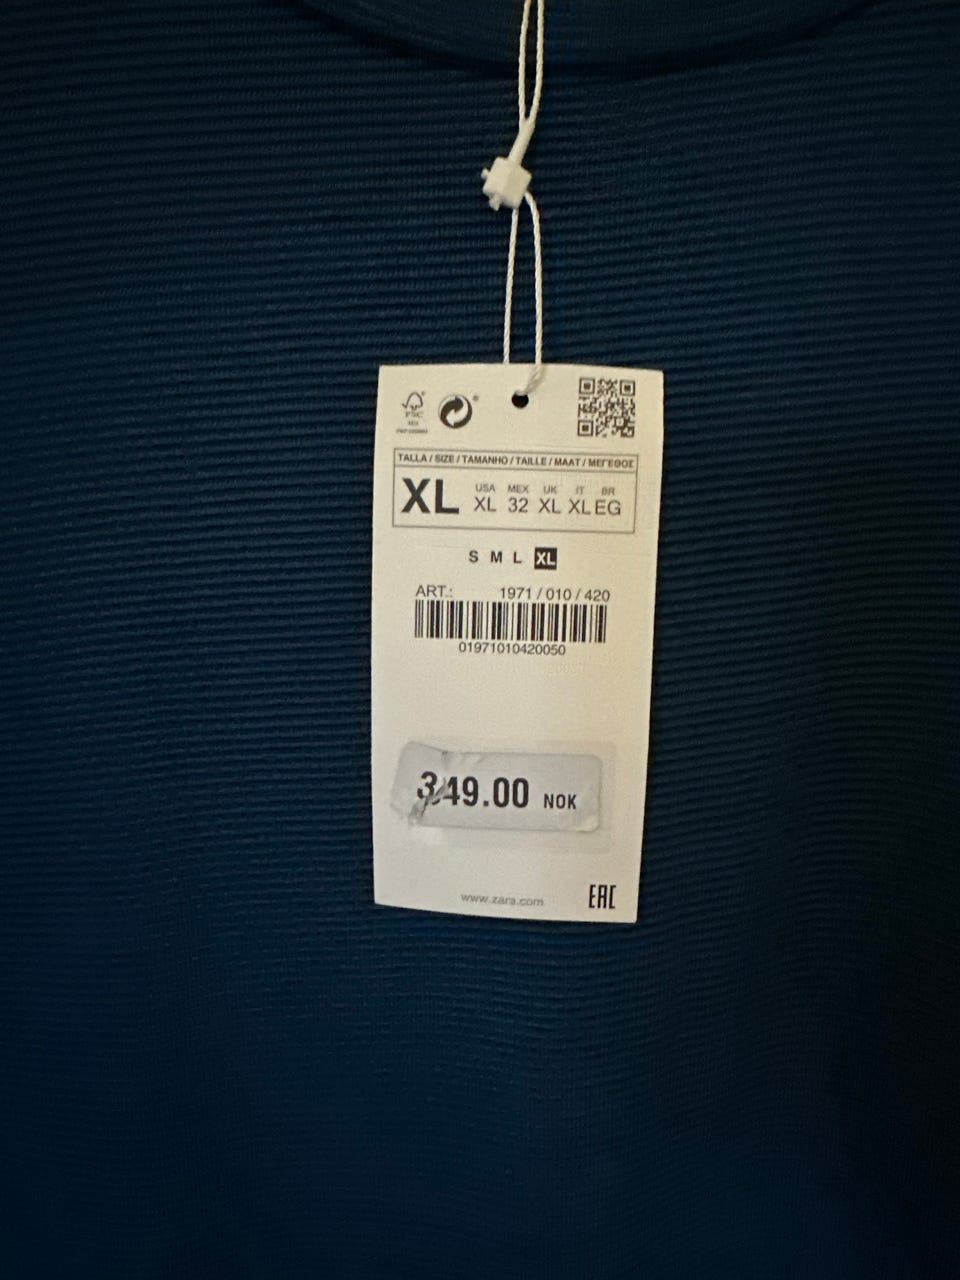 FSC
TALLA / SIZE / TAMANHO / TAILLE / MAAT / ΜΕΓΕΘΟΣ
XL
USA MEX UK IT BR
XL 32 XL XL EG
S M L XL
ART.: 1971 / 010 / 420
01971010420050
349.00 NOK
www.zara.com
EAC